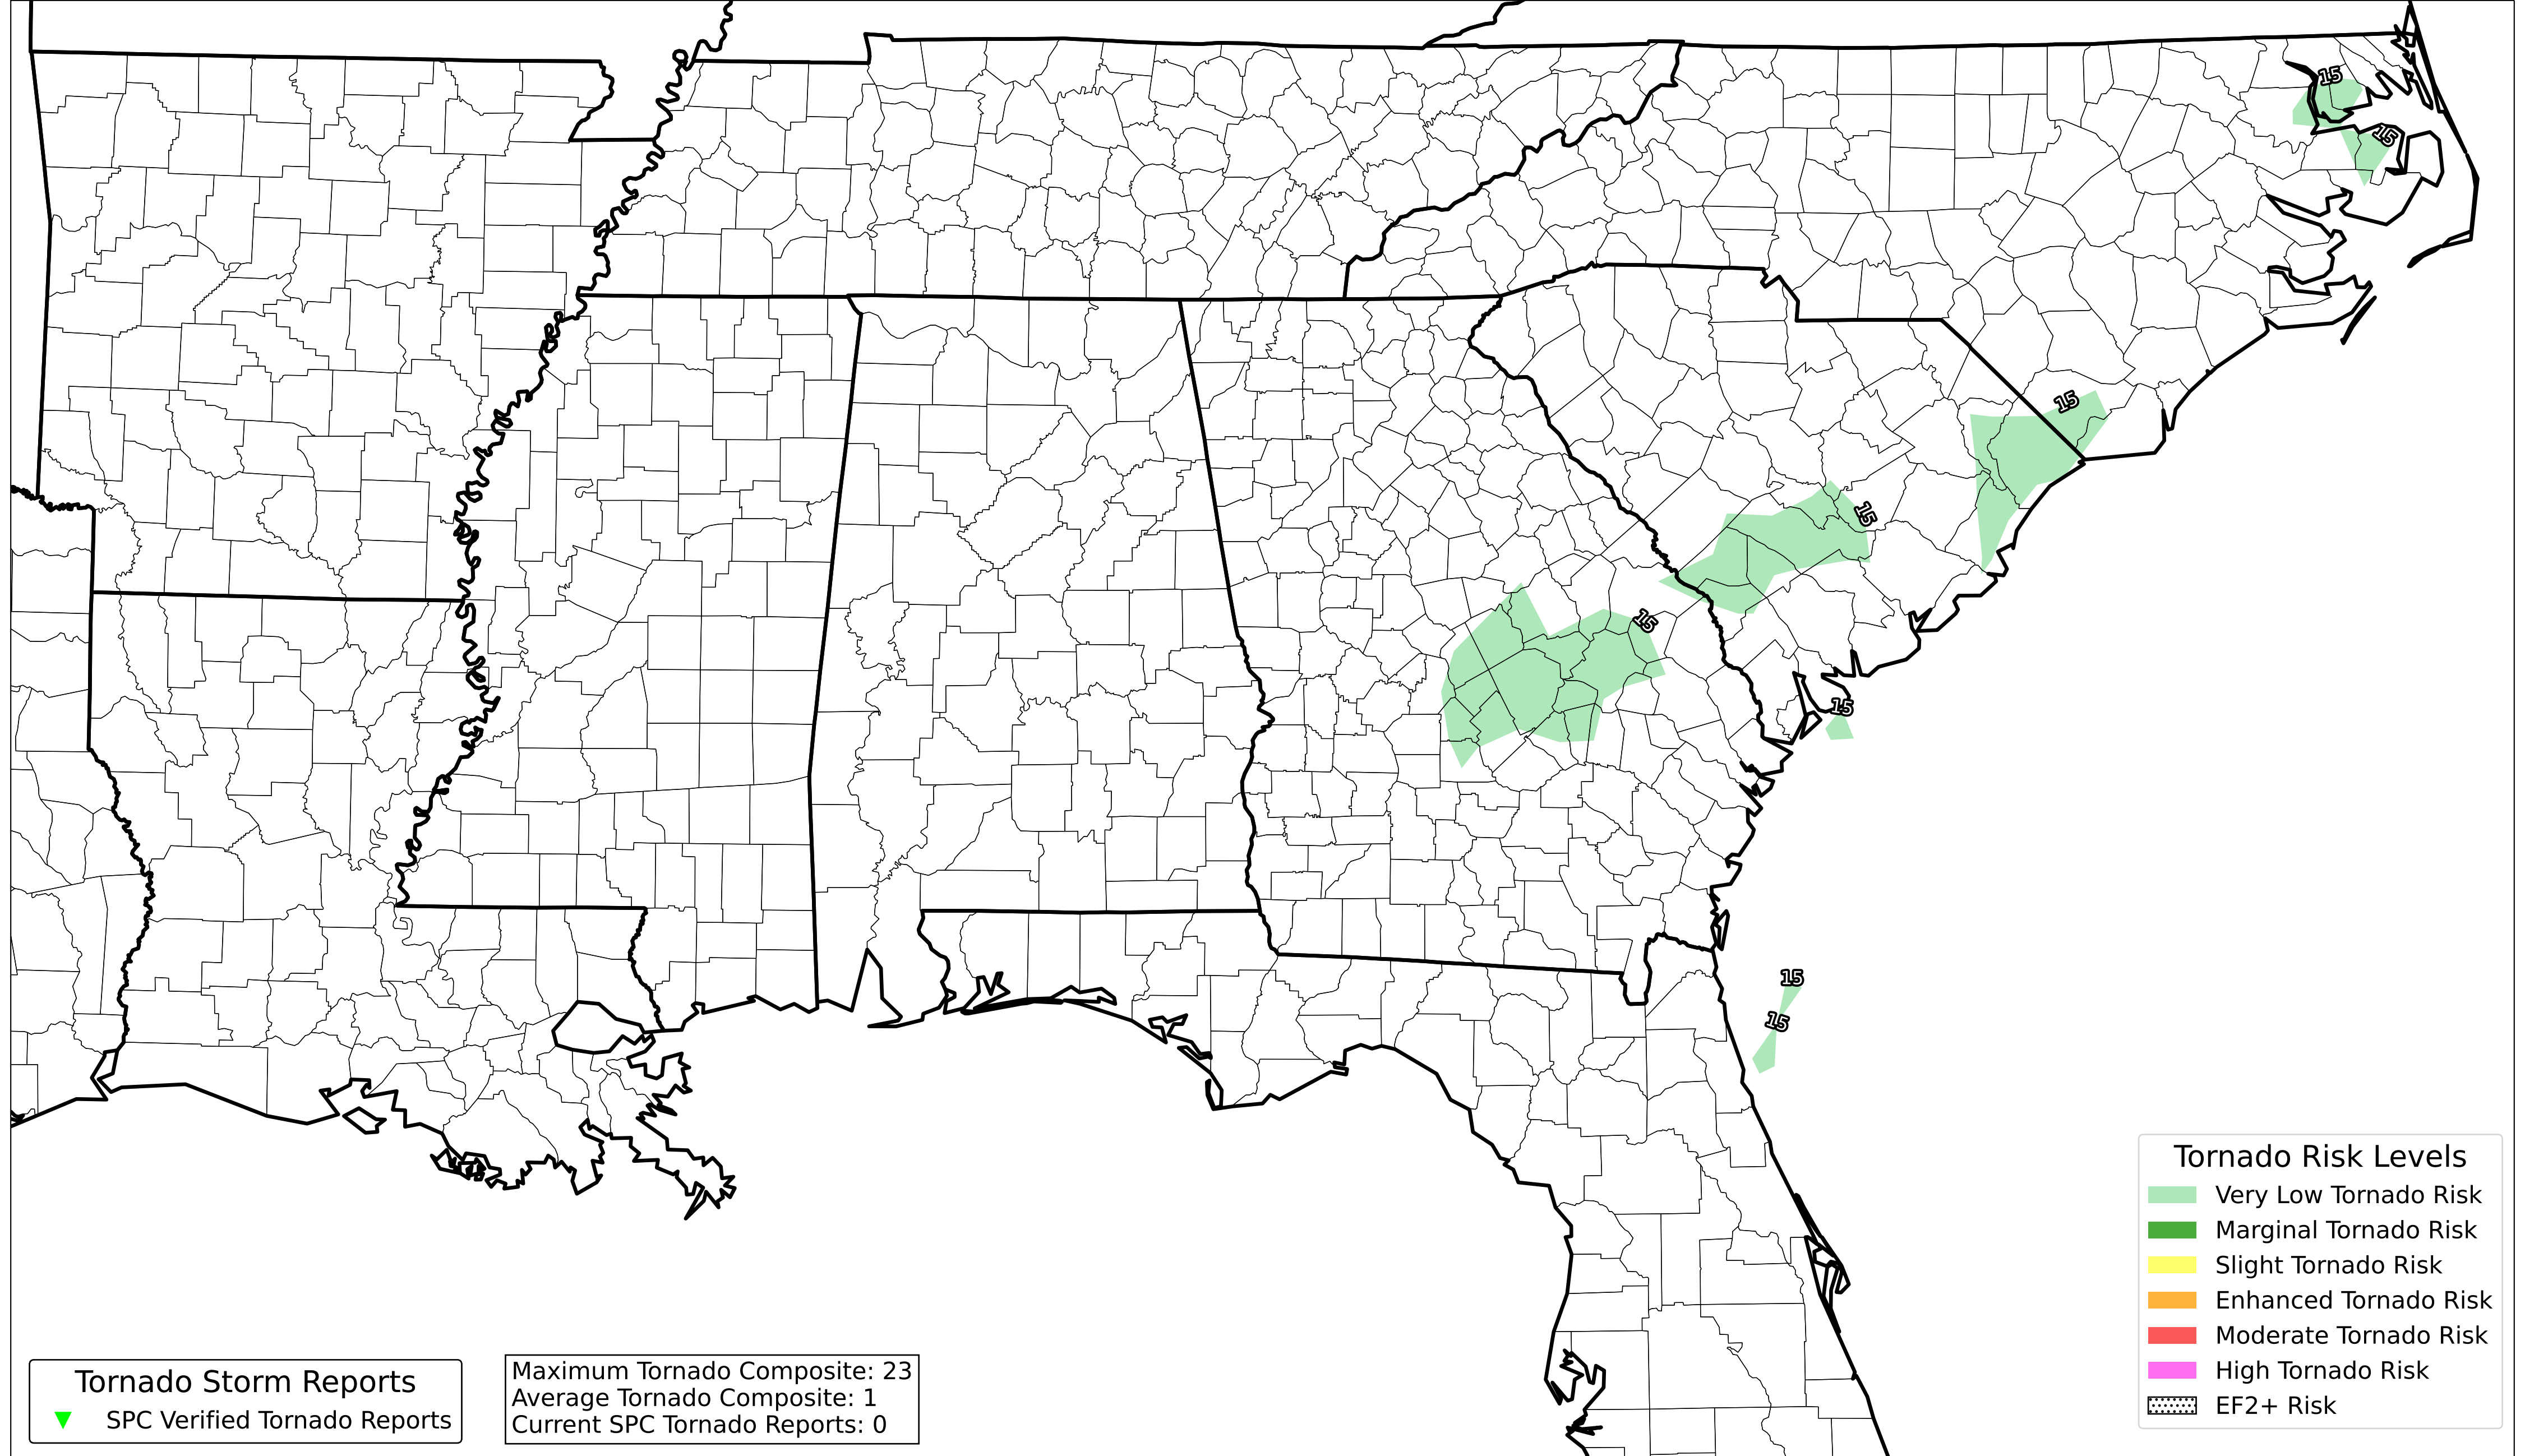 15
15
15
15
15
15
15
15
Tornado Risk Levels
Very Low Tornado Risk
Marginal Tornado Risk
Slight Tornado Risk
Enhanced Tornado Risk
Moderate Tornado Risk
High Tornado Risk
EF2+ Risk
Tornado Storm Reports
SPC Verified Tornado Reports
Maximum Tornado Composite: 23
Average Tornado Composite: 1
Current SPC Tornado Reports: 0